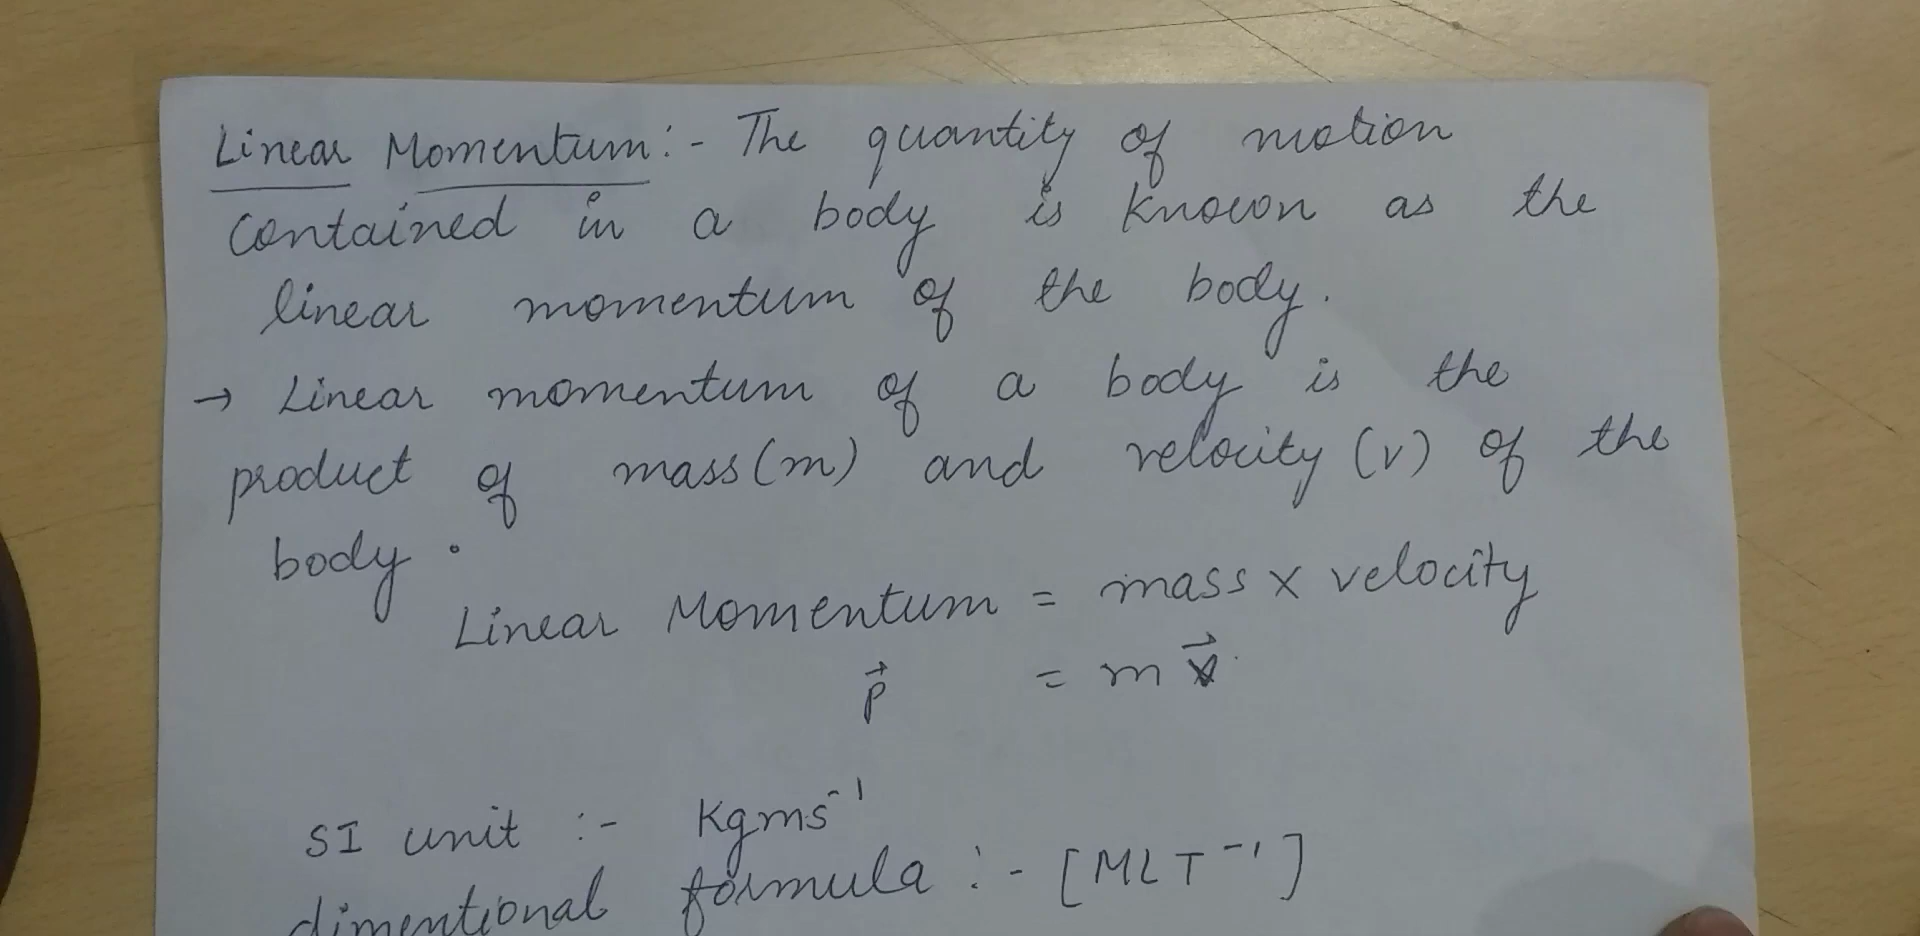 Linear Momentum :- The quantity of motion
contained in a body is known as the
linear momentum of the body.
→ Linear momentum of a body is the
product of mass (m) and velocity (v) of the
body .
Linear Momentum = mass x velocity
p⃗ = m v⃗
SI unit :- Kgms⁻¹
dimentional formula :- [MLT⁻¹]